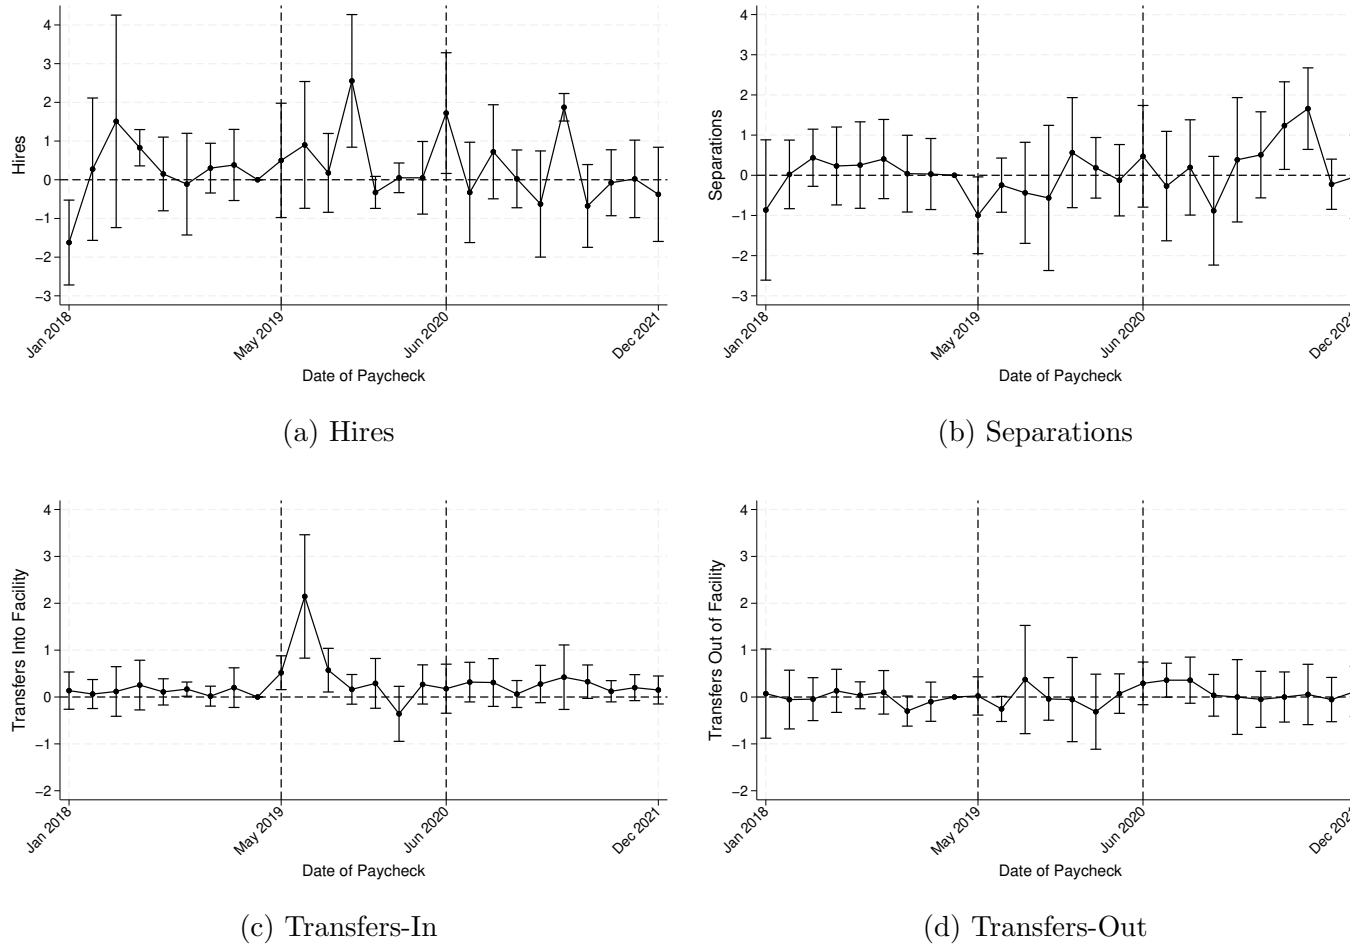 4
3
2
1
0
−1
−2
−3
Hires
Jan 2018
May 2019
Jun 2020
Dec 2021
Date of Paycheck
(a) Hires
4
3
2
1
0
−1
−2
−3
Separations
Jan 2018
May 2019
Jun 2020
Dec 202
Date of Paycheck
(b) Separations
4
3
2
1
0
−1
−2
Transfers Into Facility
Jan 2018
May 2019
Jun 2020
Dec 2021
Date of Paycheck
(c) Transfers-In
4
3
2
1
0
−1
−2
Transfers Out of Facility
Jan 2018
May 2019
Jun 2020
Dec 202
Date of Paycheck
(d) Transfers-Out